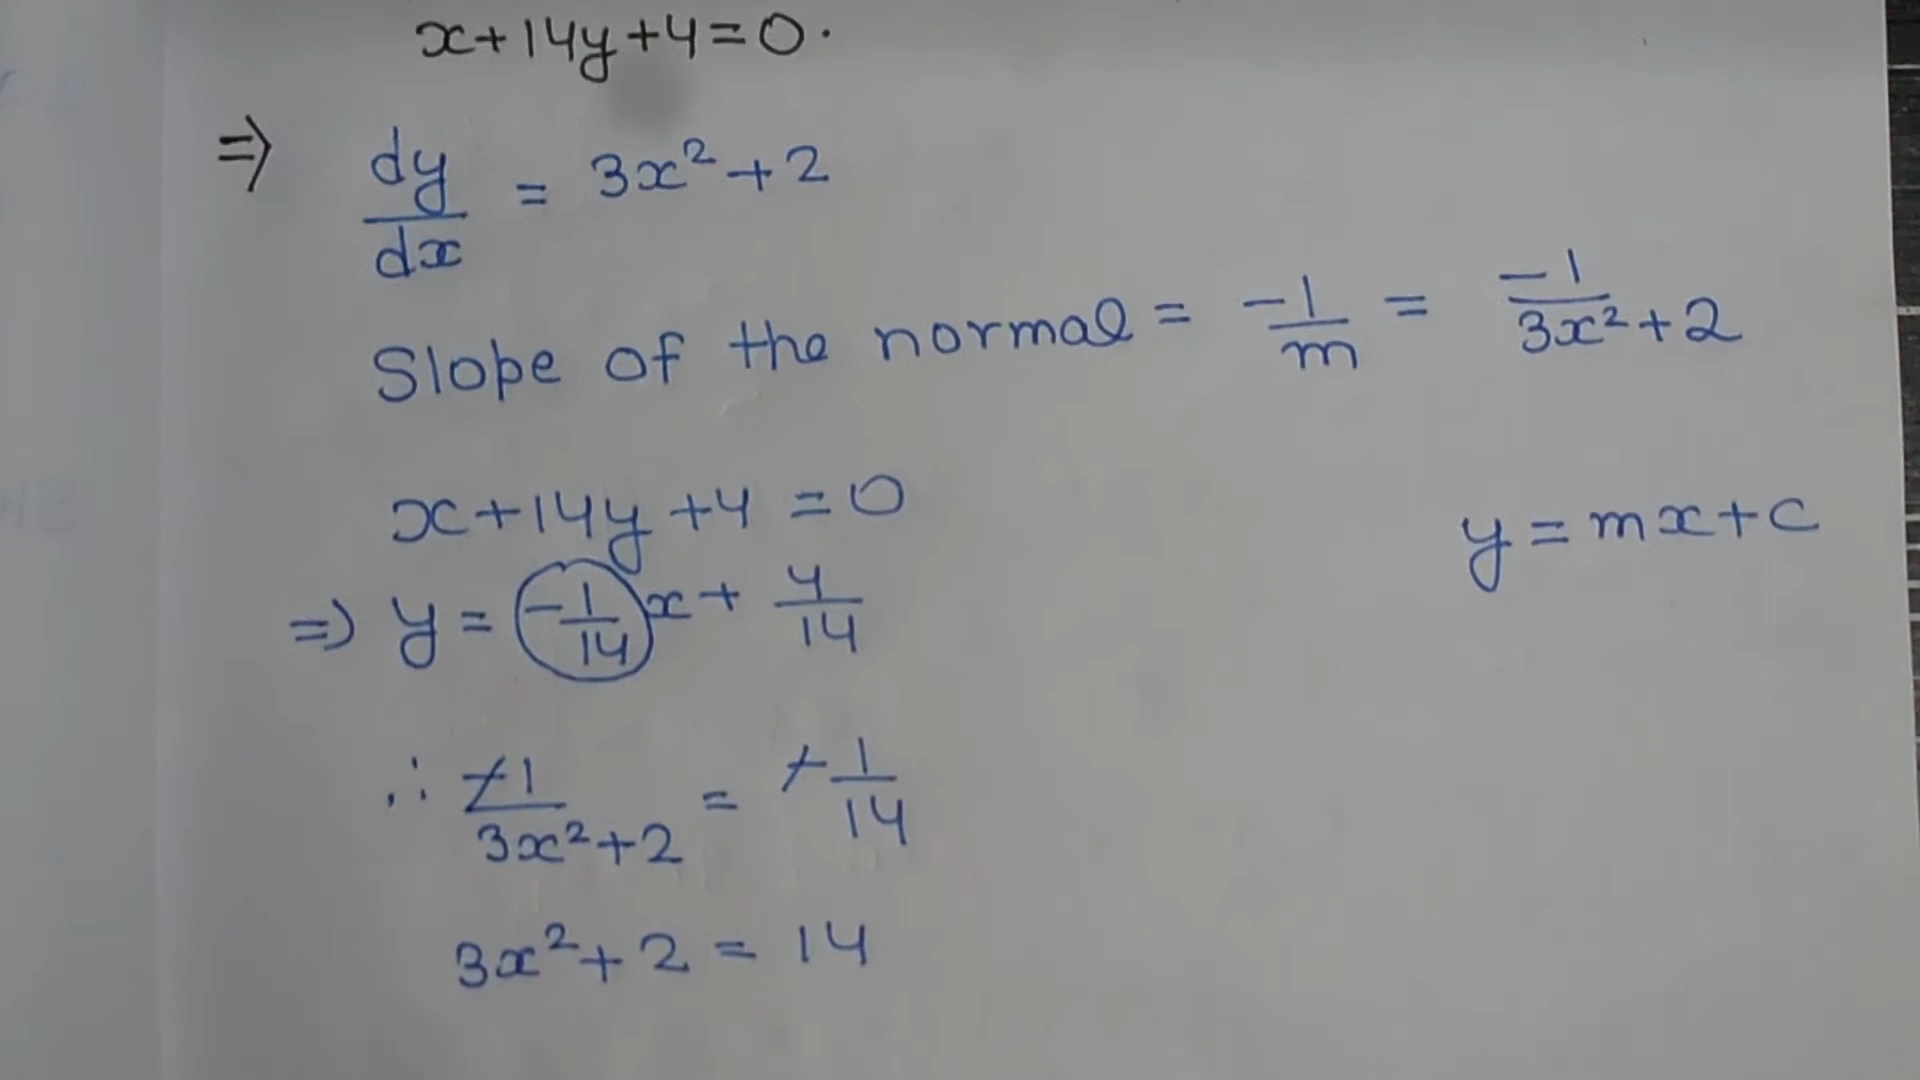 x+14y+4=0.
⇒ dy/dx = 3x²+2
Slope of the normal = -1/m = -1/3x²+2
x+14y+4=0
y=mx+c
⇒ y = -1/14 x + 4/14
∴ -1/3x²+2 = -1/14
3x²+2 = 14